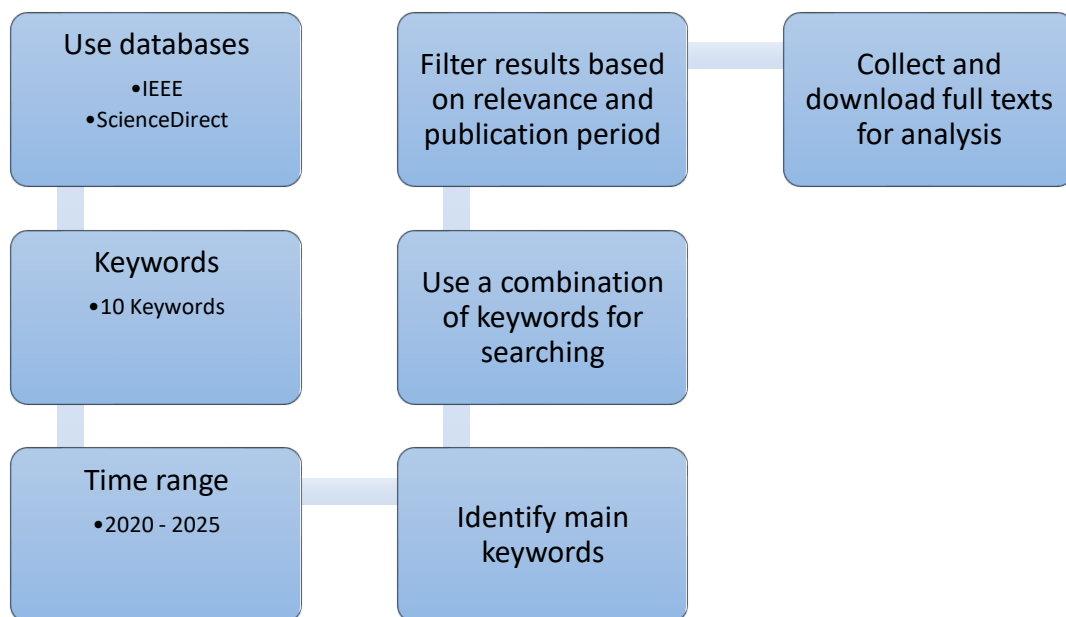 Use databases
•IEEE
•ScienceDirect
Keywords
•10 Keywords
Time range
•2020 - 2025
Identify main
keywords
Use a combination
of keywords for
searching
Filter results based
on relevance and
publication period
Collect and
download full texts
for analysis